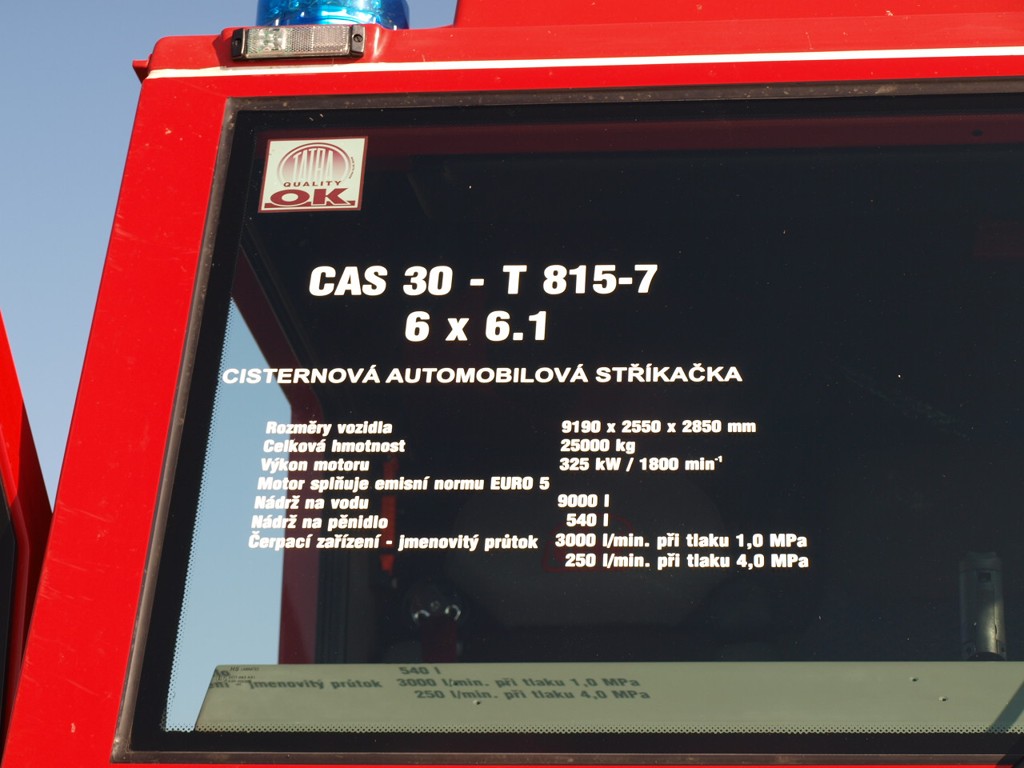 TATRA
QUALITY
O.K.
CAS 30 - T 815-7
6 x 6.1
CISTERNOVÁ AUTOMOBILOVÁ STŘÍKAČKA
Rozměry vozidla 9190 x 2550 x 2850 mm
Celková hmotnost 25000 kg
Výkon motoru 325 kW / 1800 min⁻¹
Motor splňuje emisní normu EURO 5
Nádrž na vodu 9000 l
Nádrž na pěnidlo 540 l
Čerpací zařízení - jmenovitý průtok 3000 l/min. při tlaku 1,0 MPa
250 l/min. při tlaku 4,0 MPa
540 l
jmenovitý průtok 3000 l/min. při tlaku 1,0 MPa
250 l/min. při tlaku 4,0 MPa